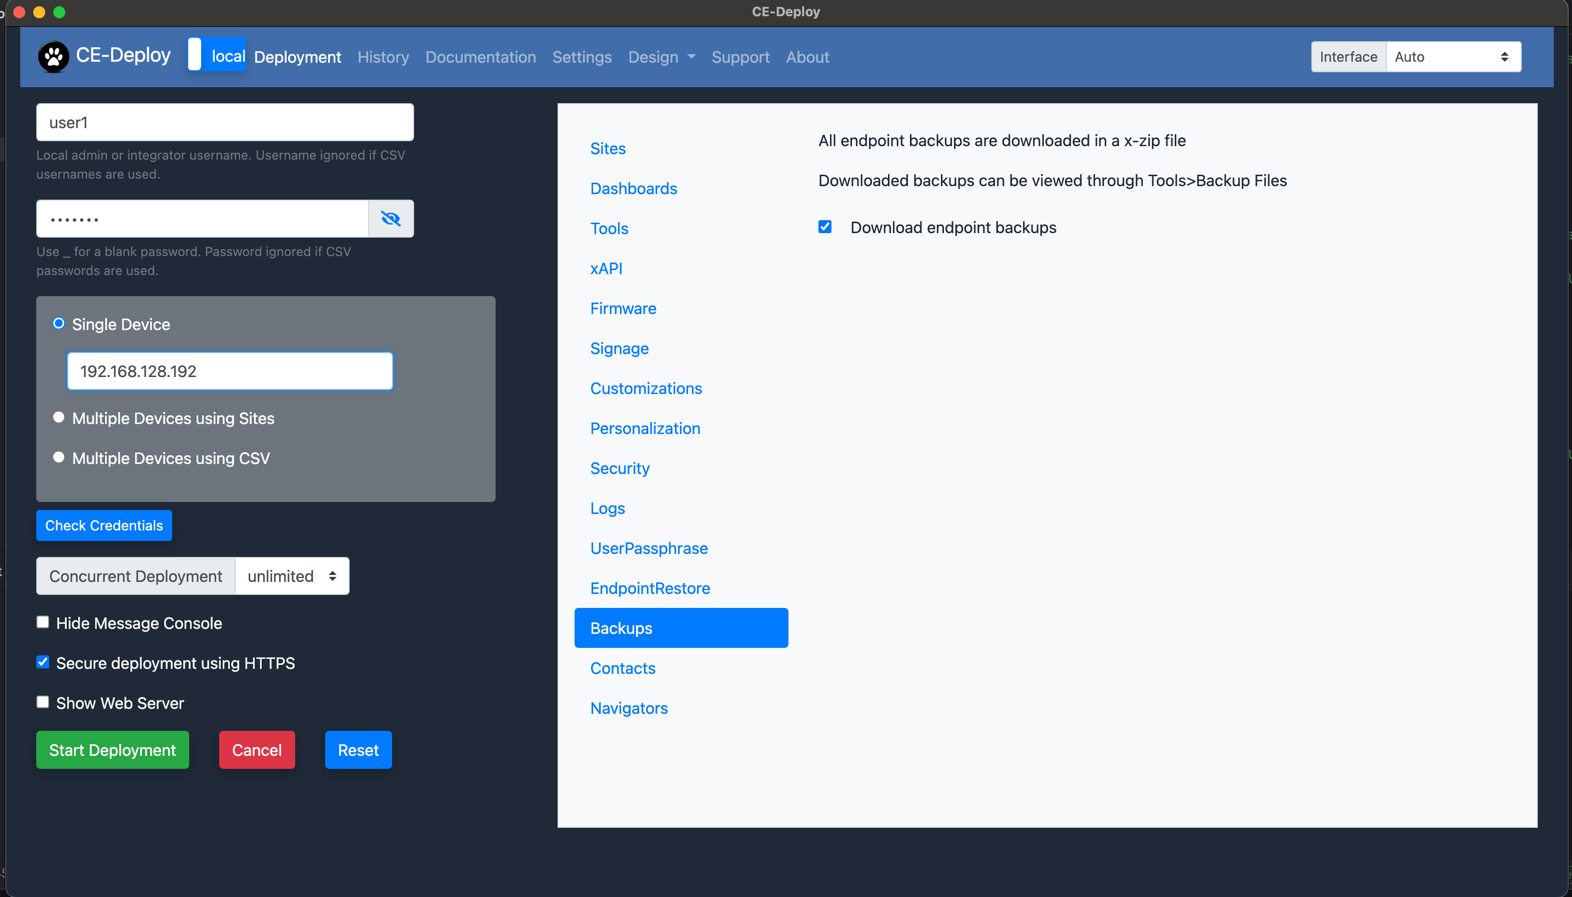 CE-Deploy
CE-Deploy local Deployment History Documentation Settings Design Support About Interface Auto
user1
Local admin or integrator username. Username ignored if CSV
usernames are used.
•••••••
Use _ for a blank password. Password ignored if CSV
passwords are used.
Single Device
192.168.128.192
Multiple Devices using Sites
Multiple Devices using CSV
Check Credentials
Concurrent Deployment unlimited
Hide Message Console
Secure deployment using HTTPS
Show Web Server
Start Deployment Cancel Reset
Sites
Dashboards
Tools
xAPI
Firmware
Signage
Customizations
Personalization
Security
Logs
UserPassphrase
EndpointRestore
Backups
Contacts
Navigators
All endpoint backups are downloaded in a x-zip file
Downloaded backups can be viewed through Tools>Backup Files
Download endpoint backups